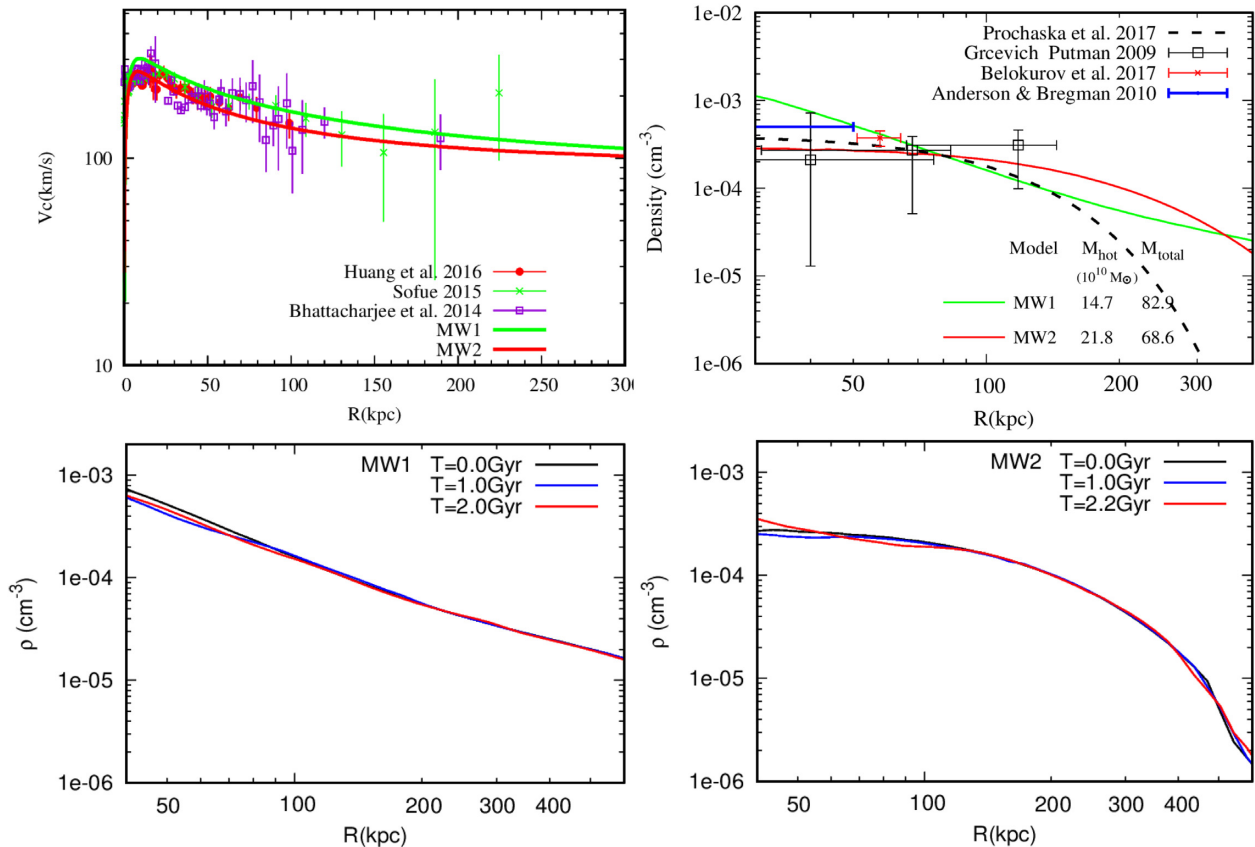 Vc(km/s)
100
10
Huang et al. 2016
Sofue 2015
Bhattacharjee et al. 2014
MW1
MW2
0 50 100 150 200 250 300
R(kpc)
Density (cm-3)
1e-02
1e-03
1e-04
1e-05
1e-06
Prochaska et al. 2017
Grcevich Putman 2009
Belokurov et al. 2017
Anderson & Bregman 2010
Model Mhot Mtotal
(10^10 M⊙)
MW1 14.7 82.9
MW2 21.8 68.6
50 100 200 300
R(kpc)
ρ (cm-3)
1e-03
1e-04
1e-05
1e-06
MW1 T=0.0Gyr
T=1.0Gyr
T=2.0Gyr
50 100 200 300 400
R(kpc)
ρ (cm-3)
1e-03
1e-04
1e-05
1e-06
MW2 T=0.0Gyr
T=1.0Gyr
T=2.2Gyr
50 100 200 300 400
R(kpc)